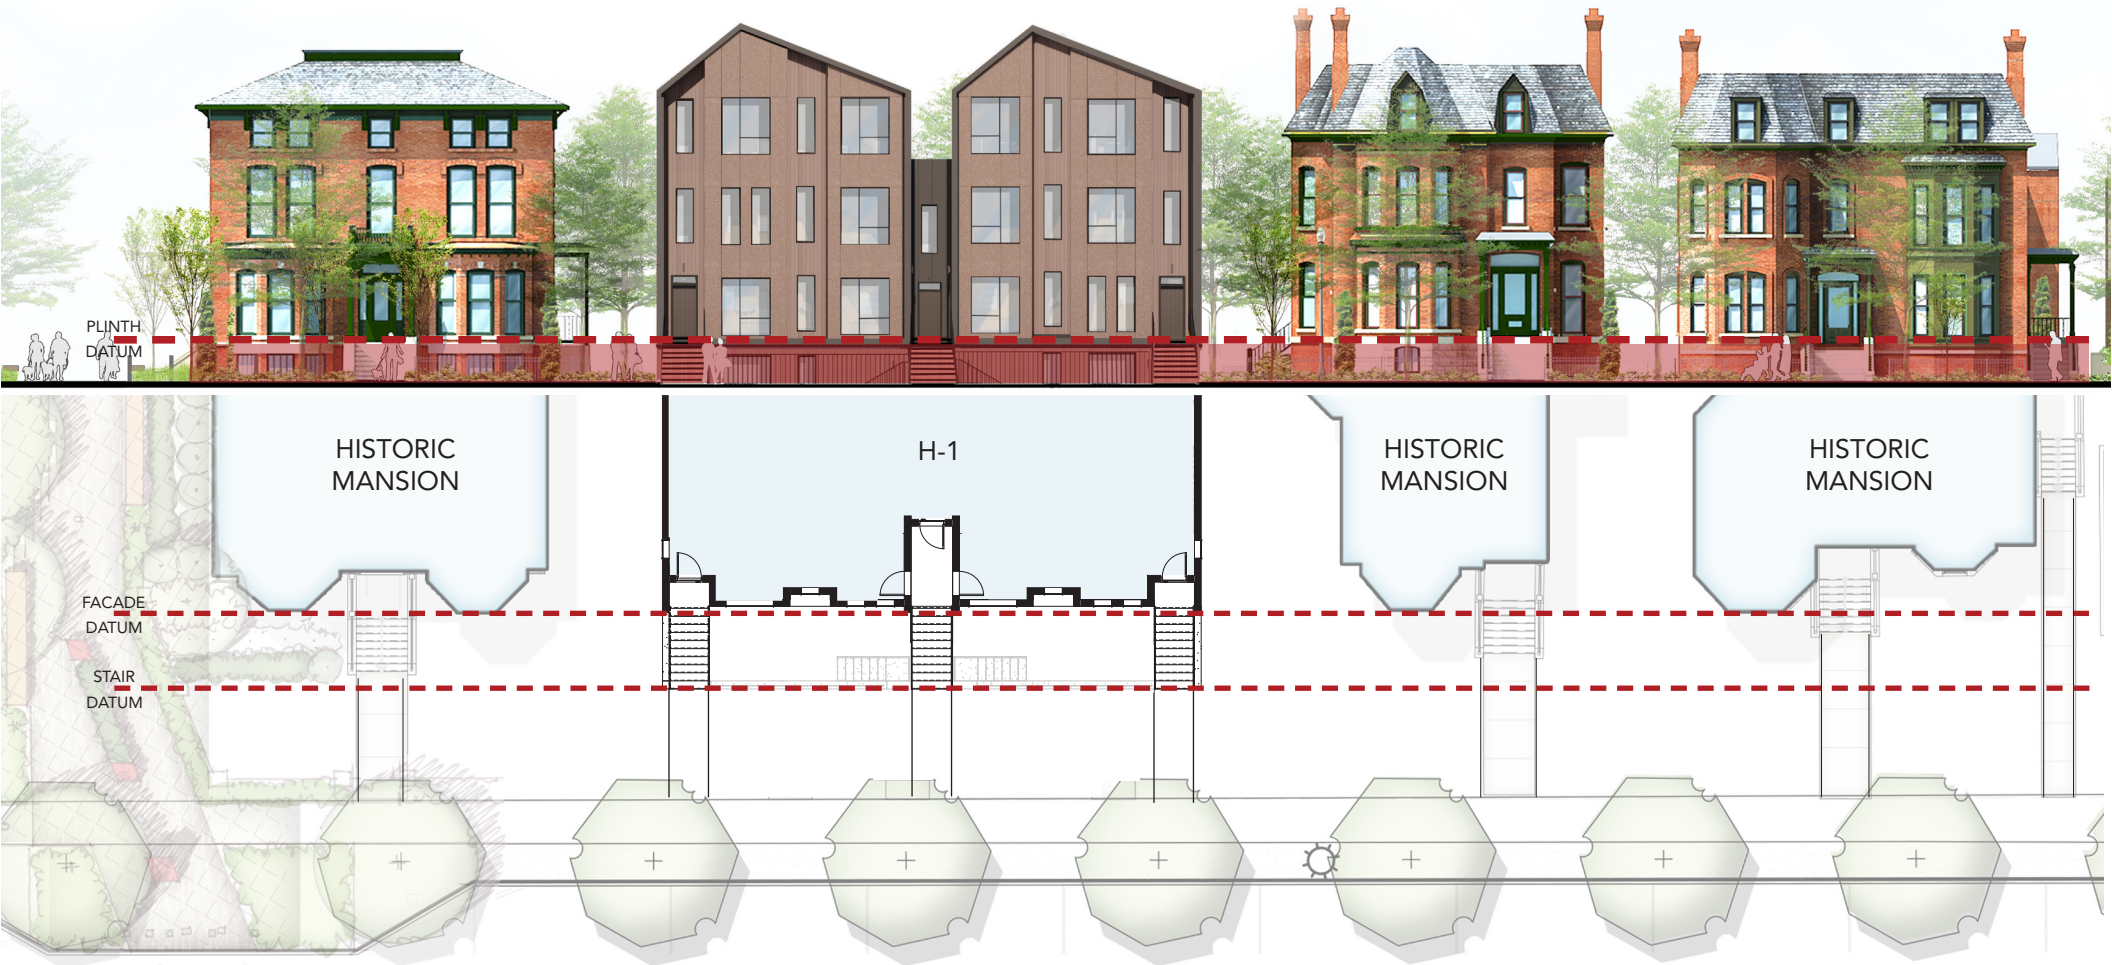 PLINTH
DATUM
HISTORIC
MANSION
H-1
HISTORIC
MANSION
HISTORIC
MANSION
FACADE
DATUM
STAIR
DATUM